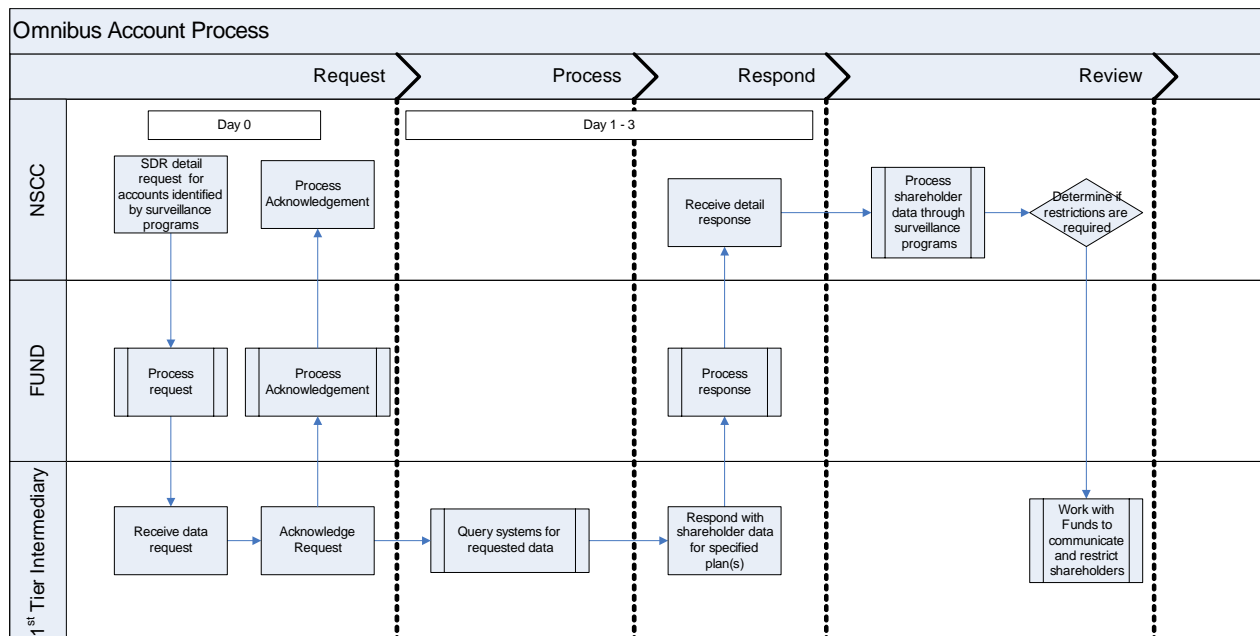 Omnibus Account Process
Request
Process
Respond
Review
NSCC
Day 0
Day 1 - 3
SDR detail
request for
accounts identified
by surveillance
programs
Process
Acknowledgement
Receive detail
response
Process
shareholder
data through
surveillance
programs
Determine if
restrictions are
required
FUND
Process
request
Process
Acknowledgement
Process
response
1st Tier Intermediary
Receive data
request
Acknowledge
Request
Query systems for
requested data
Respond with
shareholder data
for specified
plan(s)
Work with
Funds to
communicate
and restrict
shareholders